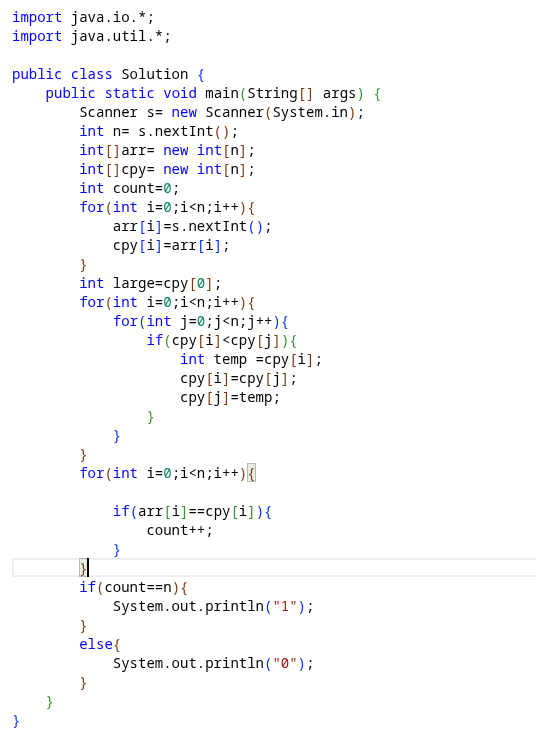 import java.io.*;
import java.util.*;

public class Solution {
    public static void main(String[] args) {
        Scanner s= new Scanner(System.in);
        int n= s.nextInt();
        int[]arr= new int[n];
        int[]cpy= new int[n];
        int count=0;
        for(int i=0;i<n;i++){
            arr[i]=s.nextInt();
            cpy[i]=arr[i];
        }
        int large=cpy[0];
        for(int i=0;i<n;i++){
            for(int j=0;j<n;j++){
                if(cpy[i]<cpy[j]){
                    int temp =cpy[i];
                    cpy[i]=cpy[j];
                    cpy[j]=temp;
                }
            }
        }
        for(int i=0;i<n;i++){

            if(arr[i]==cpy[i]){
                count++;
            }
        }
        if(count==n){
            System.out.println("1");
        }
        else{
            System.out.println("0");
        }
    }
}